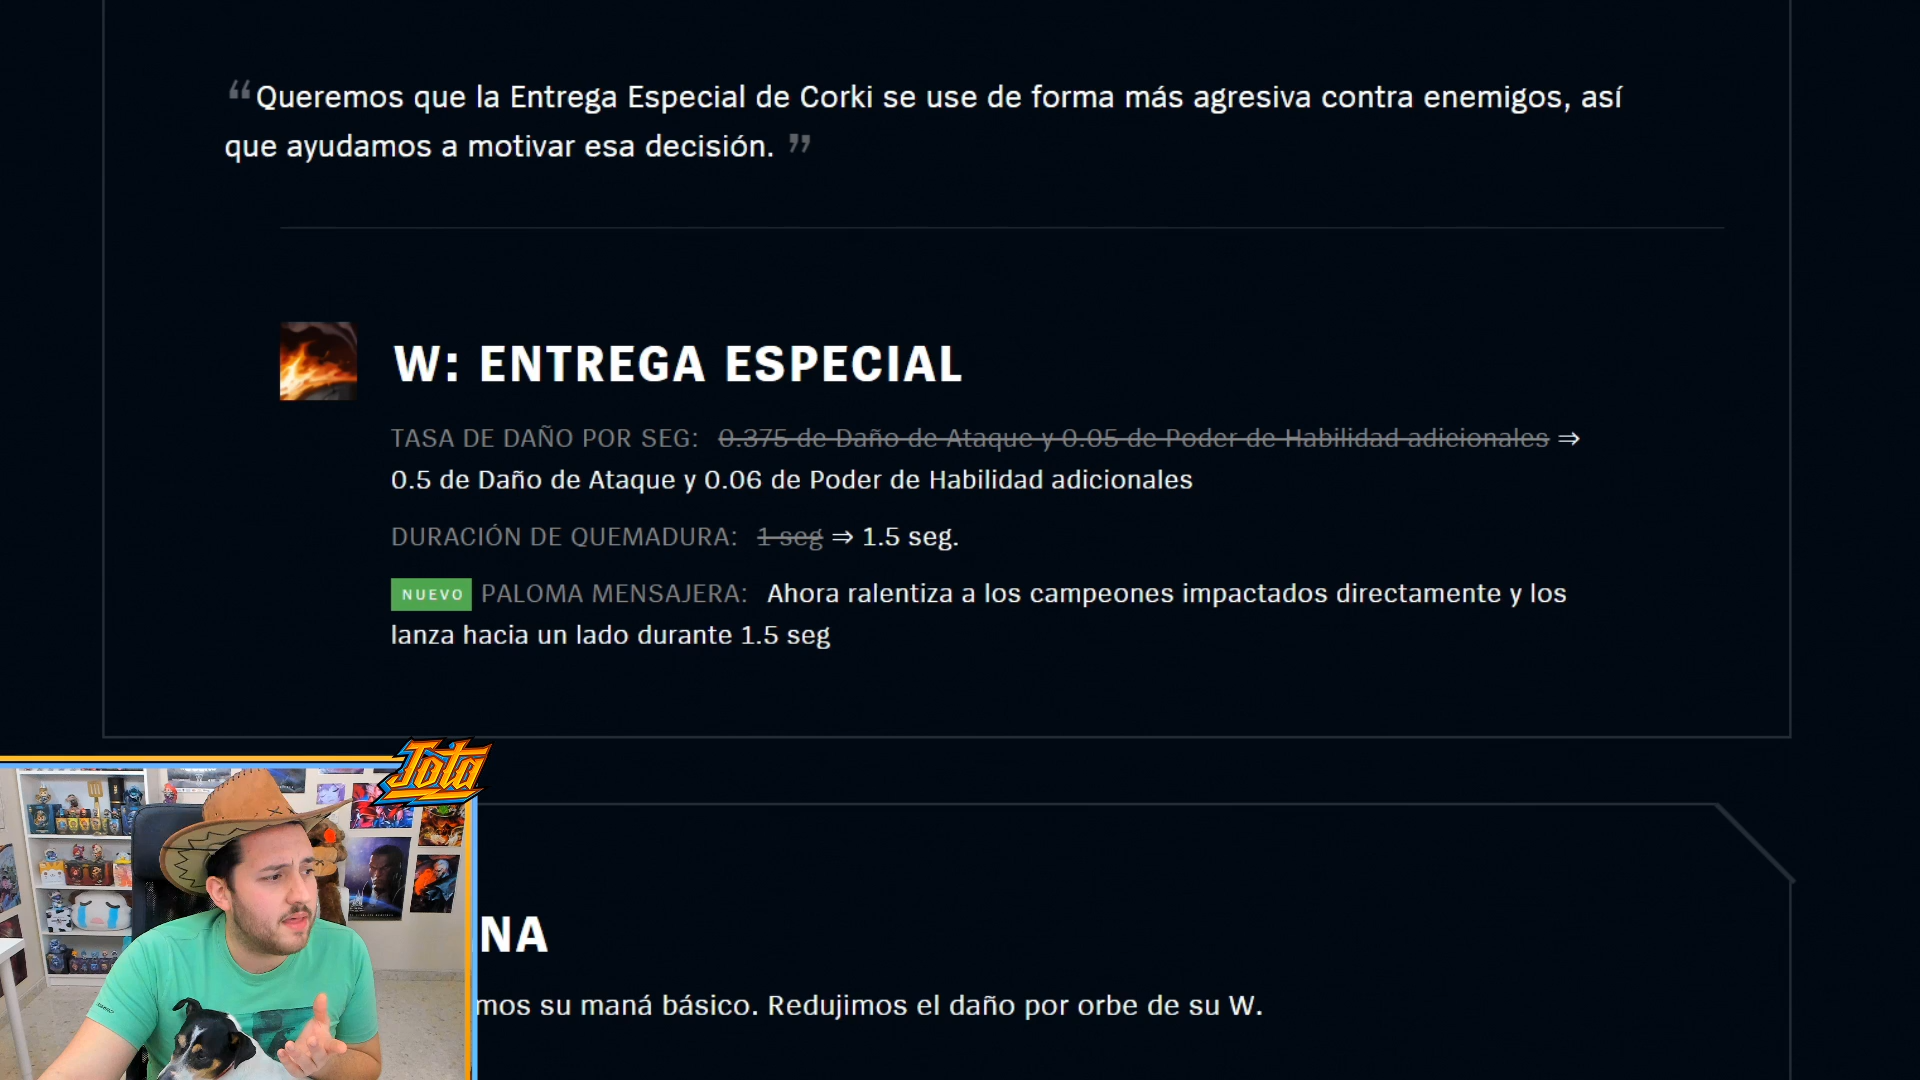 “Queremos que la Entrega Especial de Corki se use de forma más agresiva contra enemigos, así
que ayudamos a motivar esa decisión. ”
W: ENTREGA ESPECIAL
TASA DE DAÑO POR SEG: 0.375 de Daño de Ataque y 0.05 de Poder de Habilidad adicionales ⇒
0.5 de Daño de Ataque y 0.06 de Poder de Habilidad adicionales
DURACIÓN DE QUEMADURA: 1 seg ⇒ 1.5 seg.
NUEVO PALOMA MENSAJERA: Ahora ralentiza a los campeones impactados directamente y los
lanza hacia un lado durante 1.5 seg
Jota
NA
mos su maná básico. Redujimos el daño por orbe de su W.